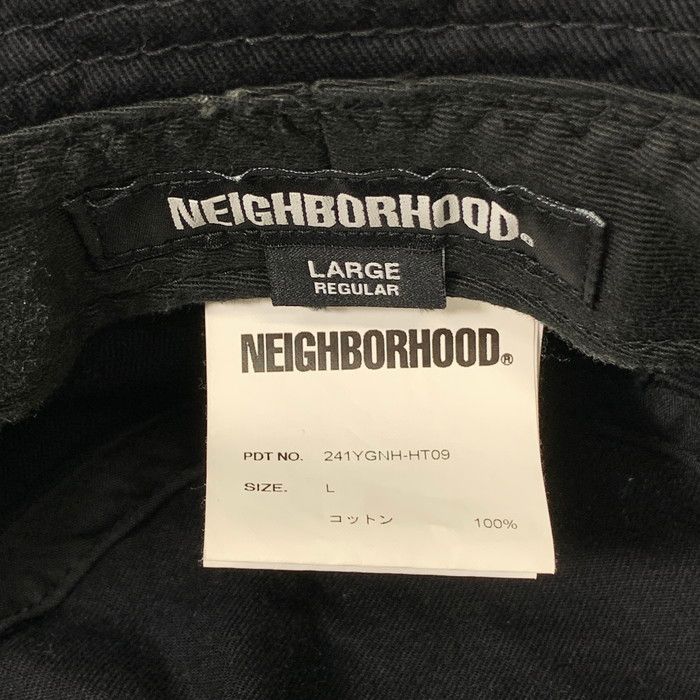 NEIGHBORHOOD.
LARGE
REGULAR
NEIGHBORHOOD®
PDT NO. 241YGNH-HT09
SIZE. L
コットン 100%